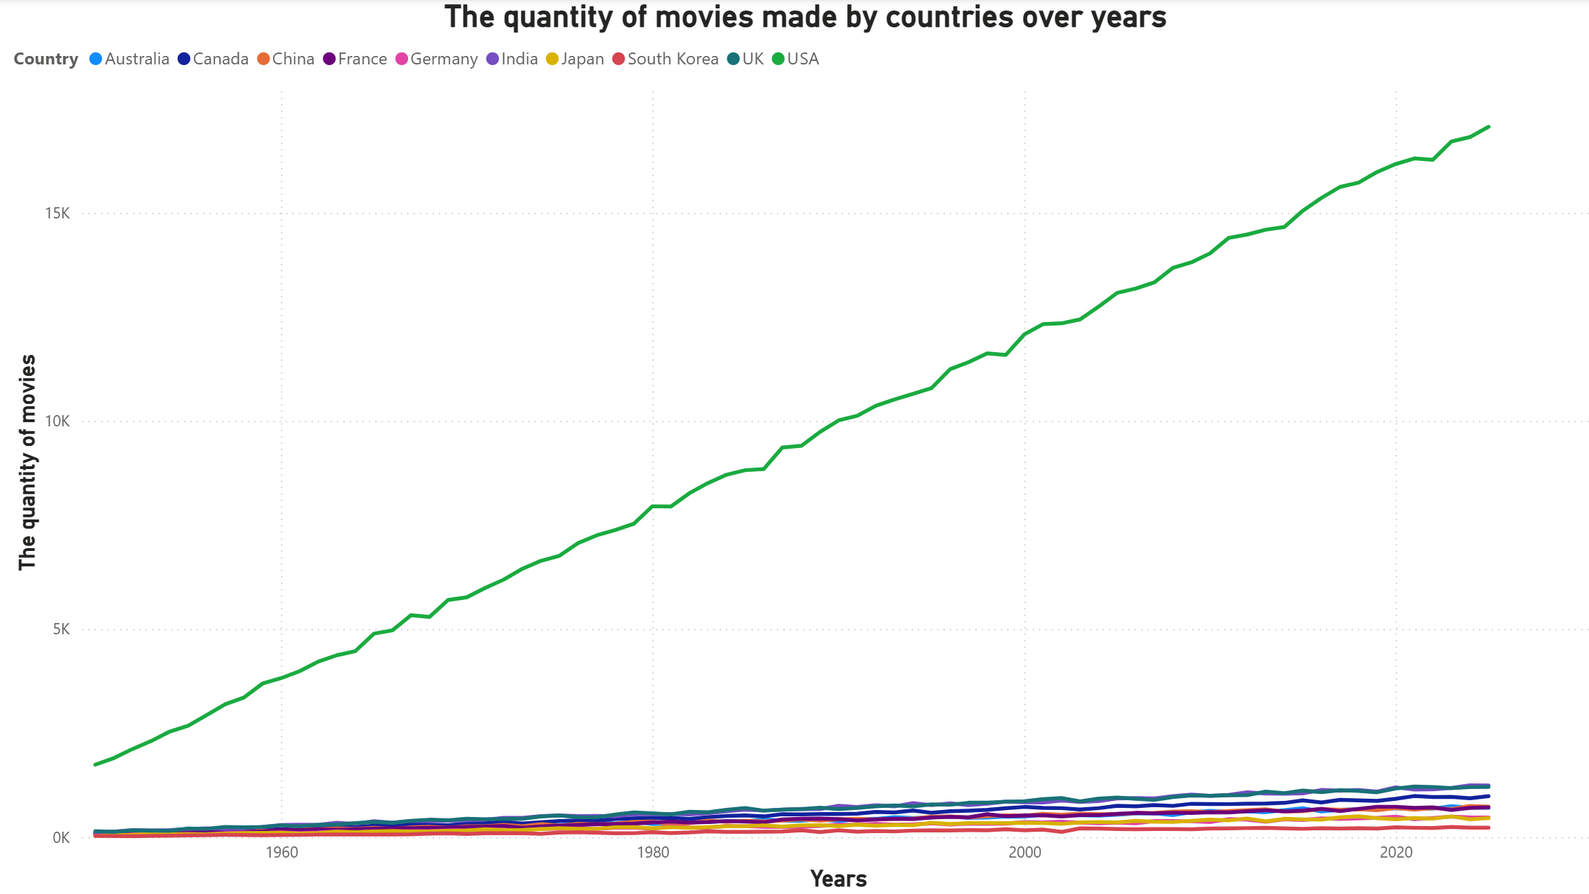 The quantity of movies made by countries over years
Country Australia Canada China France Germany India Japan South Korea UK USA
15K
10K
5K
0K
The quantity of movies
1960 1980 2000 2020
Years